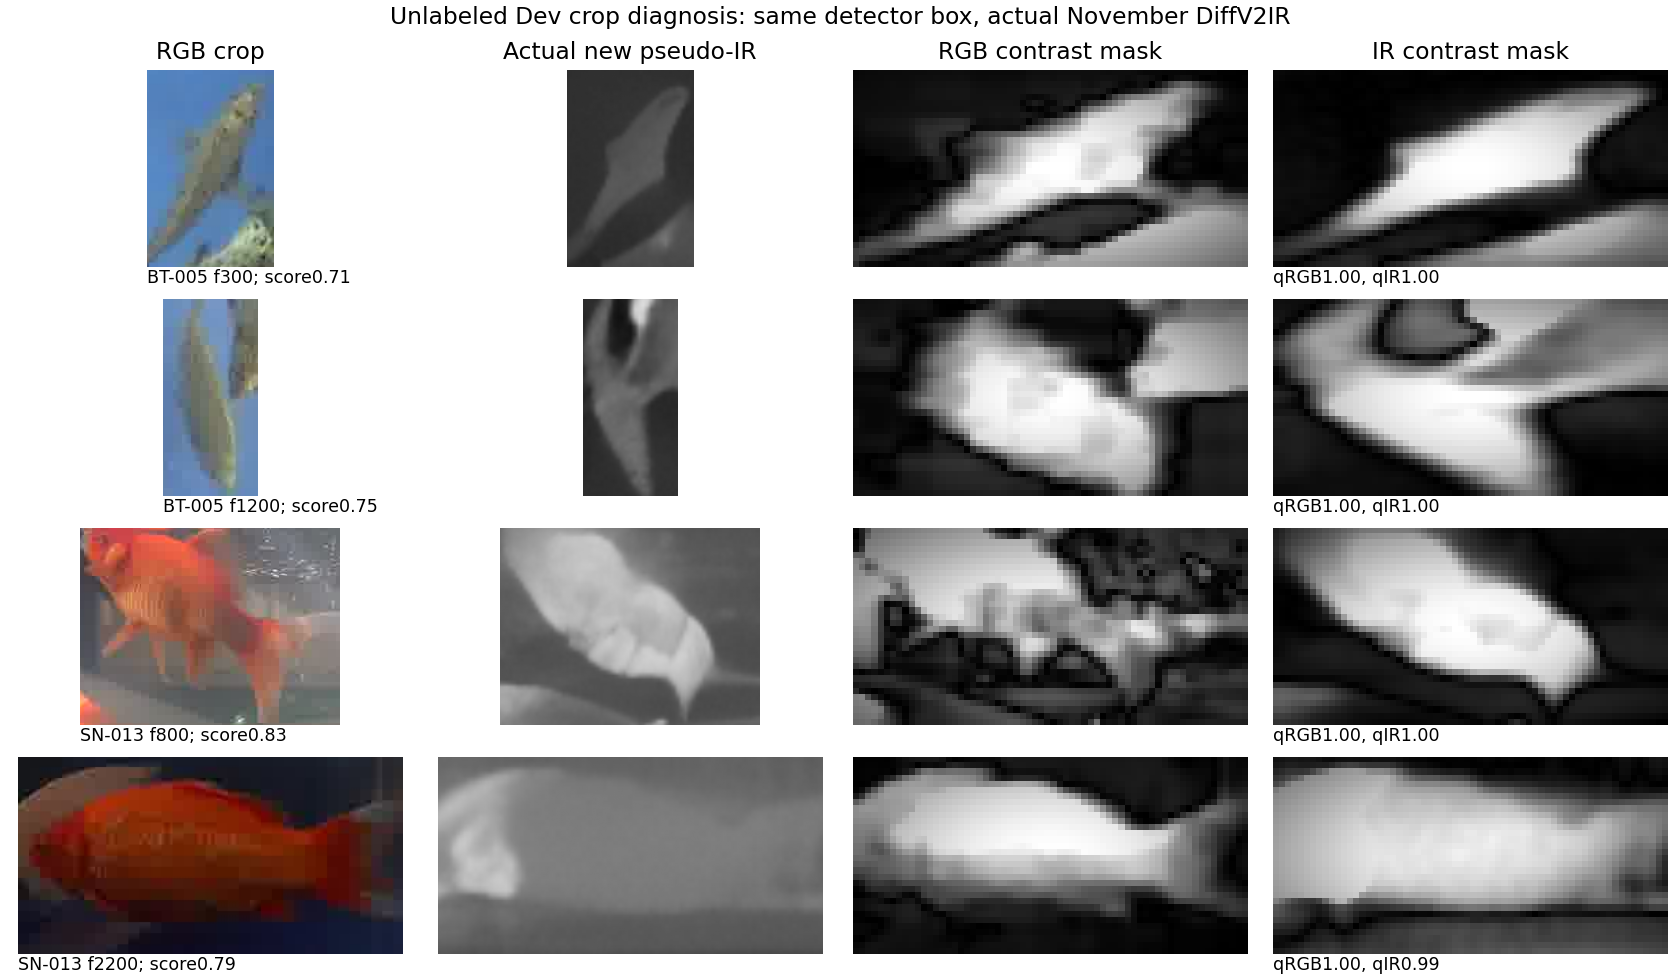 Unlabeled Dev crop diagnosis: same detector box, actual November DiffV2IR
RGB crop
Actual new pseudo-IR
RGB contrast mask
IR contrast mask
BT-005 f300; score0.71
qRGB1.00, qIR1.00
BT-005 f1200; score0.75
qRGB1.00, qIR1.00
SN-013 f800; score0.83
qRGB1.00, qIR1.00
SN-013 f2200; score0.79
qRGB1.00, qIR0.99